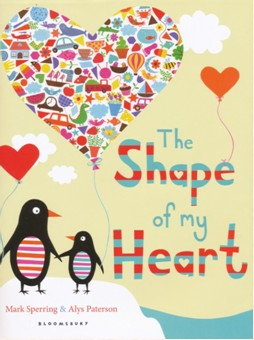 The
Shape
of my
Heart
Mark Sperring & Alys Paterson
BLOOMSBURY